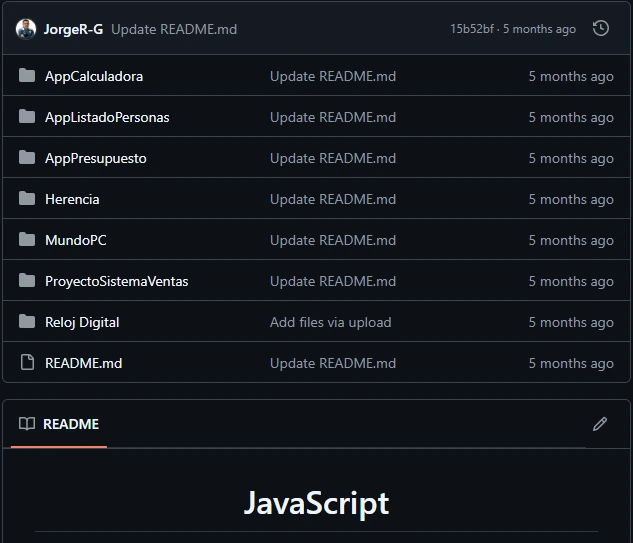 JorgeR-G Update README.md 15b52bf · 5 months ago
AppCalculadora Update README.md 5 months ago
AppListadoPersonas Update README.md 5 months ago
AppPresupuesto Update README.md 5 months ago
Herencia Update README.md 5 months ago
MundoPC Update README.md 5 months ago
ProyectoSistemaVentas Update README.md 5 months ago
Reloj Digital Add files via upload 5 months ago
README.md Update README.md 5 months ago
README
JavaScript